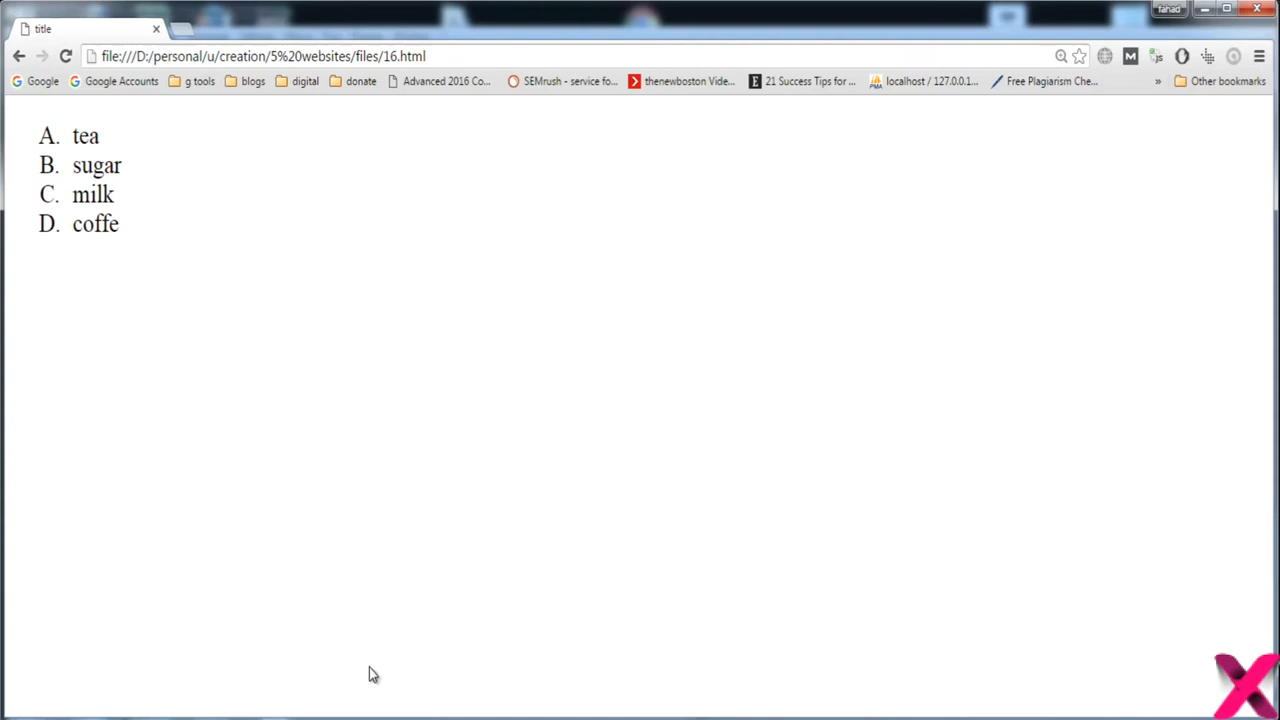 fahad
title
file:///D:/personal/u/creation/5%20websites/files/16.html
Google Google Accounts g tools blogs digital donate Advanced 2016 Co... SEMrush - service fo... thenewboston Vide... 21 Success Tips for ... localhost / 127.0.0.1... Free Plagiarism Che... » Other bookmarks
A. tea
B. sugar
C. milk
D. coffe